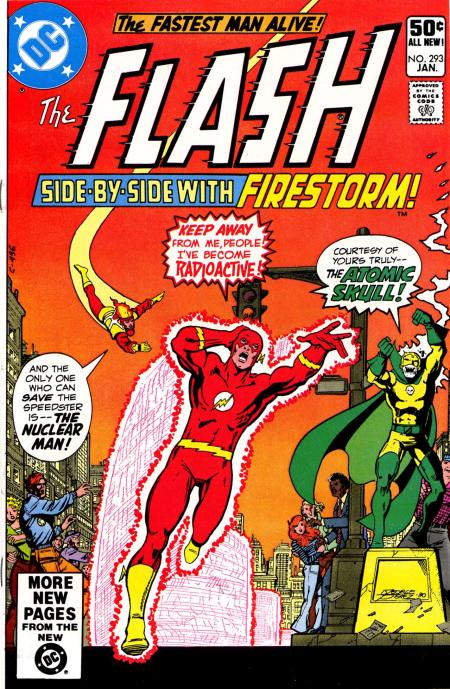 The FASTEST MAN ALIVE!
DC
50¢
ALL NEW!
NO. 293
JAN.
APPROVED
BY THE
COMICS
CODE
AUTHORITY
The FLASH
SIDE-BY-SIDE WITH FIRESTORM!
TM
KEEP AWAY
FROM ME, PEOPLE
I'VE BECOME
RADIOACTIVE!
COURTESY OF
YOURS TRULY--
THE ATOMIC
SKULL!
C-496
AND THE
ONLY ONE
WHO CAN
SAVE THE
SPEEDSTER
IS--THE
NUCLEAR
MAN!
MORE
NEW
PAGES
FROM THE
NEW
DC